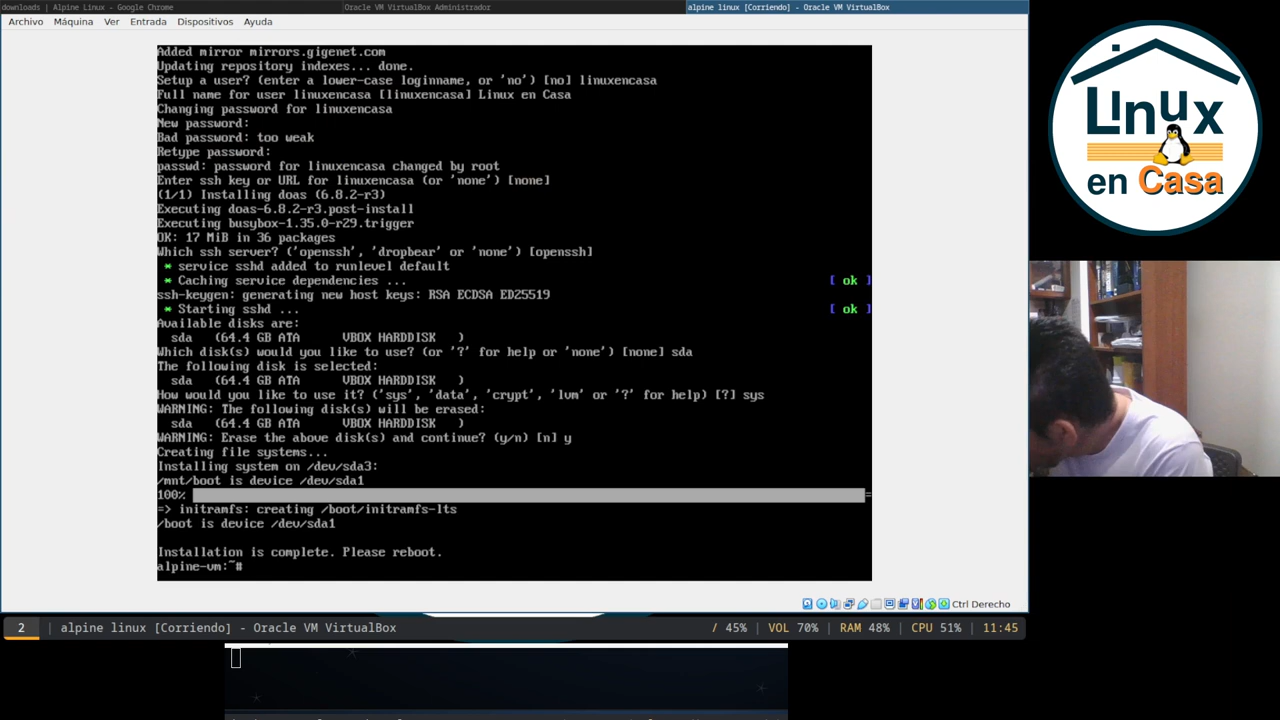 downloads | Alpine Linux - Google Chrome
Oracle VM VirtualBox Administrador
alpine linux [Corriendo] - Oracle VM VirtualBox
Archivo Máquina Ver Entrada Dispositivos Ayuda
Added mirror mirrors.gigenet.com
Updating repository indexes... done.
Setup a user? (enter a lower-case loginname, or 'no') [no] linuxencasa
Full name for user linuxencasa [linuxencasa] Linux en Casa
Changing password for linuxencasa
New password:
Bad password: too weak
Retype password:
passwd: password for linuxencasa changed by root
Enter ssh key or URL for linuxencasa (or 'none') [none]
(1/1) Installing doas (6.8.2-r3)
Executing doas-6.8.2-r3.post-install
Executing busybox-1.35.0-r29.trigger
OK: 17 MiB in 36 packages
Which ssh server? ('openssh', 'dropbear' or 'none') [openssh]
* service sshd added to runlevel default
* Caching service dependencies ... [ ok ]
ssh-keygen: generating new host keys: RSA ECDSA ED25519
* Starting sshd ... [ ok ]
Available disks are:
sda (64.4 GB ATA VBOX HARDDISK )
Which disk(s) would you like to use? (or '?' for help or 'none') [none] sda
The following disk is selected:
sda (64.4 GB ATA VBOX HARDDISK )
How would you like to use it? ('sys', 'data', 'crypt', 'lvm' or '?' for help) [?] sys
WARNING: The following disk(s) will be erased:
sda (64.4 GB ATA VBOX HARDDISK )
WARNING: Erase the above disk(s) and continue? (y/n) [n] y
Creating file systems...
Installing system on /dev/sda3:
/mnt/boot is device /dev/sda1
100% =
=> initramfs: creating /boot/initramfs-lts
/boot is device /dev/sda1
Installation is complete. Please reboot.
alpine-vm:~#
Ctrl Derecho
2 | alpine linux [Corriendo] - Oracle VM VirtualBox / 45% | VOL 70% | RAM 48% | CPU 51% | 11:45
Linux
en Casa